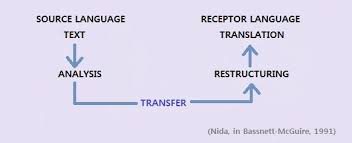 SOURCE LANGUAGE
TEXT
RECEPTOR LANGUAGE
TRANSLATION
ANALYSIS
RESTRUCTURING
TRANSFER
(Nida, in Bassnett-McGuire, 1991)